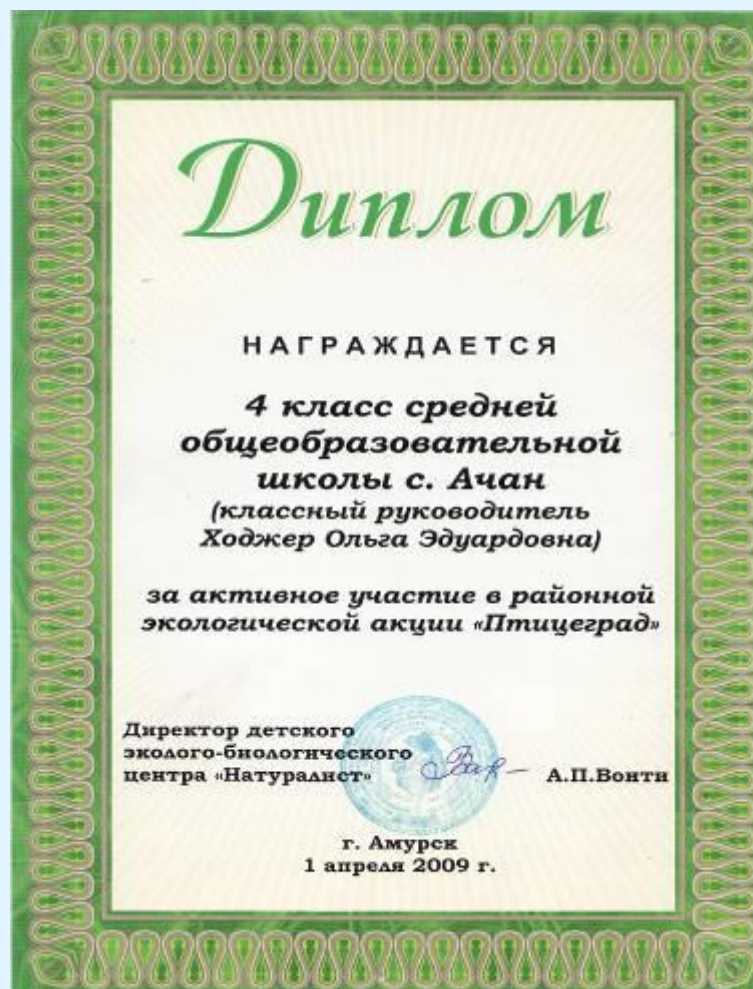 Диплом
НАГРАЖДАЕТСЯ
4 класс средней
общеобразовательной
школы с. Ачан
(классный руководитель
Ходжер Ольга Эдуардовна)
за активное участие в районной
экологической акции «Птицеград»
Директор детского
эколого-биологического
центра «Натуралист»
А.П.Вонти
г. Амурск
1 апреля 2009 г.